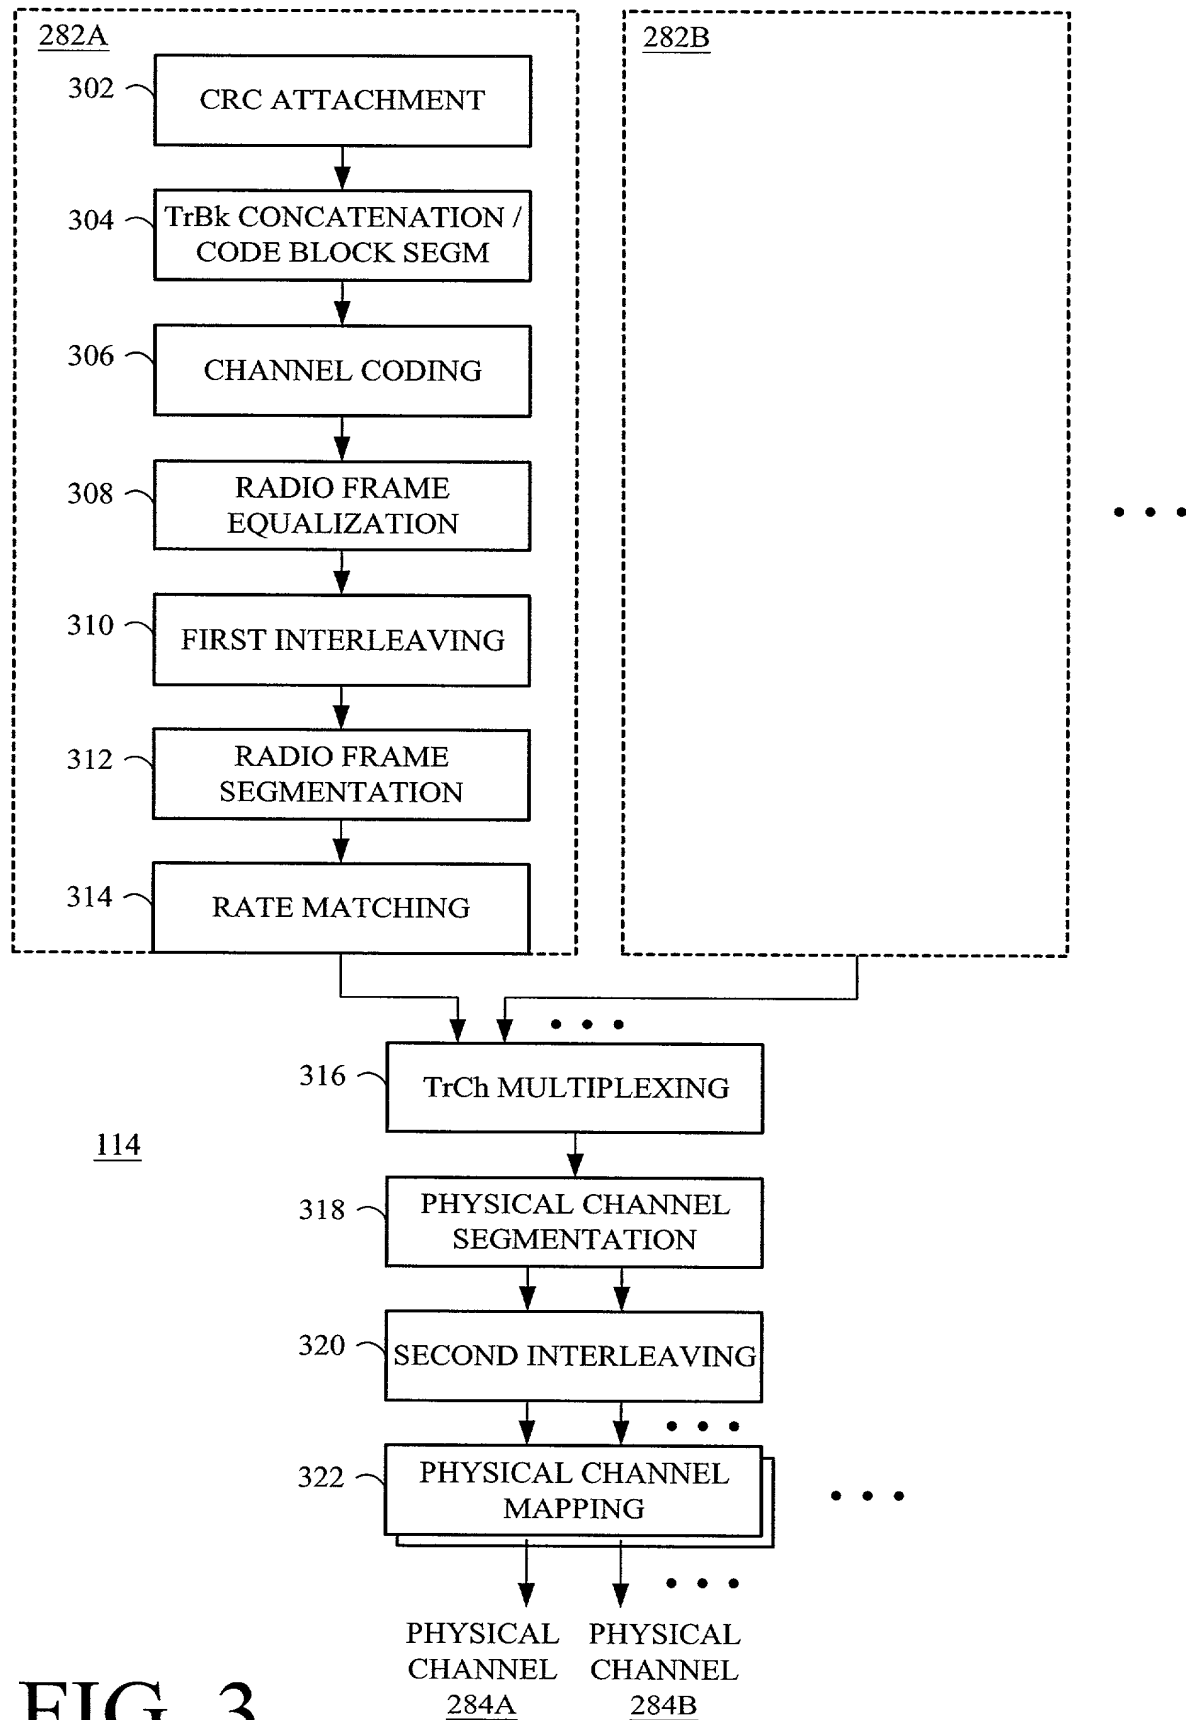 282A
282B
302
CRC ATTACHMENT
304
TrBk CONCATENATION /
CODE BLOCK SEGM
306
CHANNEL CODING
308
RADIO FRAME
EQUALIZATION
310
FIRST INTERLEAVING
312
RADIO FRAME
SEGMENTATION
314
RATE MATCHING
316
TrCh MULTIPLEXING
114
318
PHYSICAL CHANNEL
SEGMENTATION
320
SECOND INTERLEAVING
322
PHYSICAL CHANNEL
MAPPING
PHYSICAL
CHANNEL
284A
PHYSICAL
CHANNEL
284B
FIG. 3